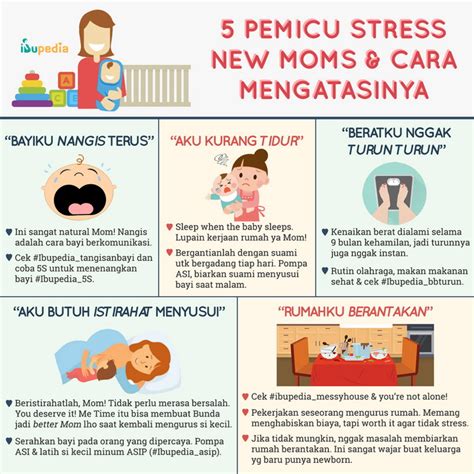 ibupedia
5 PEMICU STRESS
NEW MOMS & CARA
MENGATASINYA
"BAYIKU NANGIS TERUS"
Ini sangat natural Mom! Nangis
adalah cara bayi berkomunikasi.
Cek #Ibupedia_tangisanbayi dan
coba 5S untuk menenangkan
bayi #Ibupedia_5S.
"AKU KURANG TIDUR"
Sleep when the baby sleeps.
Lupain kerjaan rumah ya Mom!
Bergantianlah dengan suami
utk bergadang tiap hari. Pompa
ASI, biarkan suami menyusui
bayi saat malam.
"BERATKU NGGAK
TURUN TURUN"
Kenaikan berat dialami selama
9 bulan kehamilan, jadi turunnya
juga nggak instan.
Rutin olahraga, makan makanan
sehat & cek #Ibupedia_bbturun.
"AKU BUTUH ISTIRAHAT MENYUSUI"
Beristirahatlah, Mom! Tidak perlu merasa bersalah.
You deserve it! Me Time itu bisa membuat Bunda
jadi better Mom lho saat kembali mengurus si kecil.
Serahkan bayi pada orang yang dipercaya. Pompa
ASI & latih si kecil minum ASIP (#Ibupedia_asip).
"RUMAHKU BERANTAKAN"
Cek #ibupedia_messyhouse & you're not alone!
Pekerjakan seseorang mengurus rumah. Memang
menghabiskan biaya, tapi worth it agar tidak stress.
Jika tidak mungkin, nggak masalah membiarkan
rumah berantakan. Ini sangat wajar buat keluarga
yg baru punya newborn.